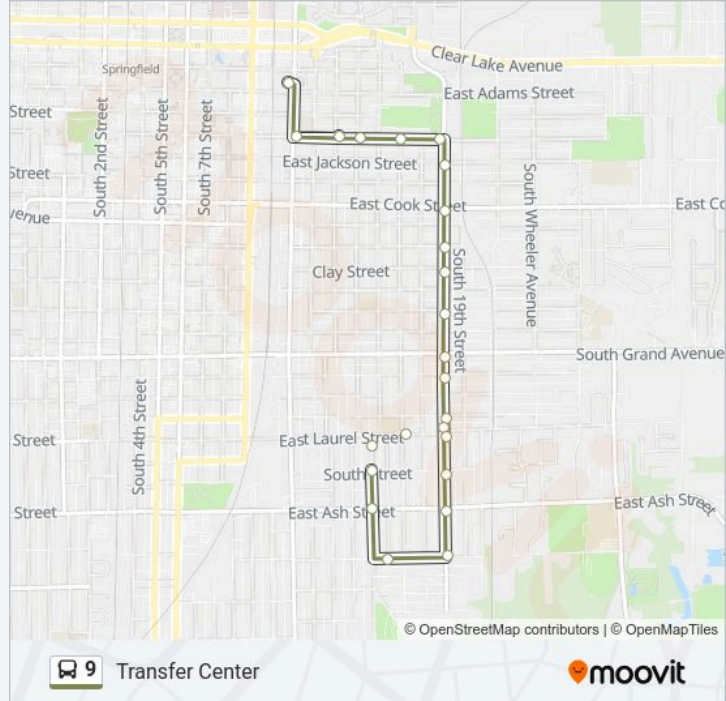 Clear Lake Avenue
Springfield
East Adams Street
Street
South 2nd Street
South 5th Street
South 7th Street
East Jackson Street
Street
South Wheeler Avenue
East Cook Street
East Co
venue
Clay Street
South 19th Street
South Grand Avenue
South 4th Street
Street
East Laurel Street
South Street
Street
East Ash Street
East Ash Street
© OpenStreetMap contributors | © OpenMapTiles
9 Transfer Center
moovit